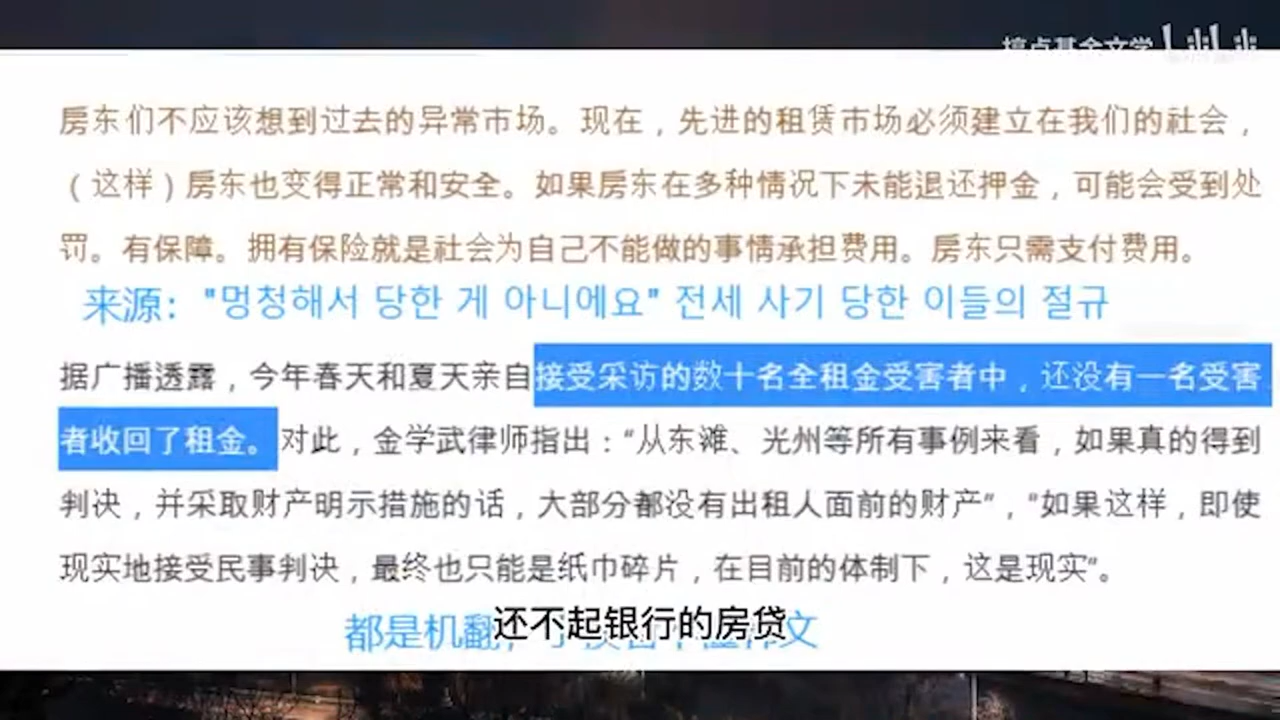 搞点基金文学 bilibili
房东们不应该想到过去的异常市场。现在，先进的租赁市场必须建立在我们的社会，
（这样）房东也变得正常和安全。如果房东在多种情况下未能退还押金，可能会受到处
罚。有保障。拥有保险就是社会为自己不能做的事情承担费用。房东只需支付费用。
来源："멍청해서 당한 게 아니에요" 전세 사기 당한 이들의 절규
据广播透露，今年春天和夏天亲自接受采访的数十名全租金受害者中，还没有一名受害
者收回了租金。对此，金学武律师指出：“从东滩、光州等所有事例来看，如果真的得到
判决，并采取财产明示措施的话，大部分都没有出租人面前的财产”，“如果这样，即使
现实地接受民事判决，最终也只能是纸巾碎片，在目前的体制下，这是现实”。
都是机翻，
还不起银行的房贷
文